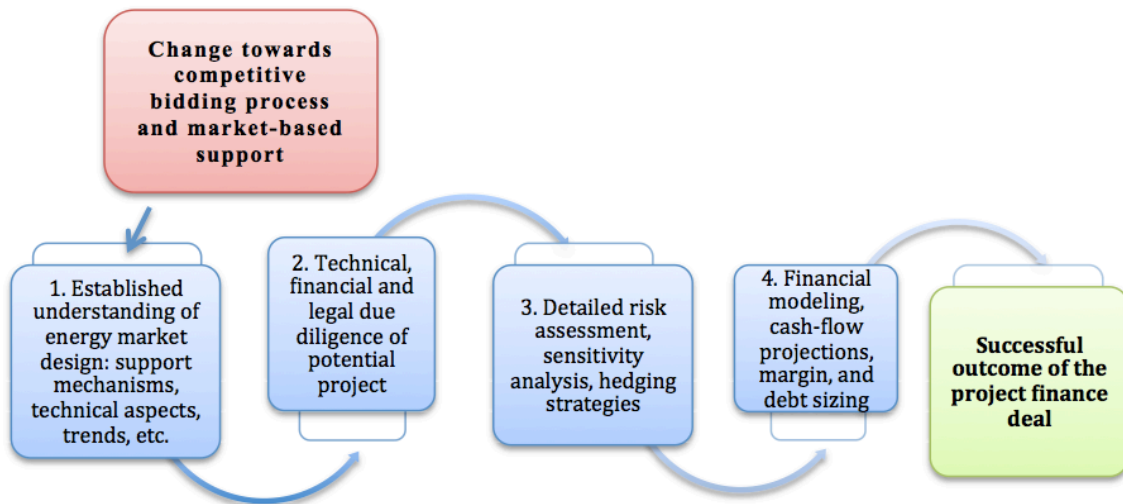 Change towards
competitive
bidding process
and market-based
support
1. Established
understanding of
energy market
design: support
mechanisms,
technical aspects,
trends, etc.
2. Technical,
financial and
legal due
diligence of
potential
project
3. Detailed risk
assessment,
sensitivity
analysis, hedging
strategies
4. Financial
modeling,
cash-flow
projections,
margin, and
debt sizing
Successful
outcome of the
project finance
deal